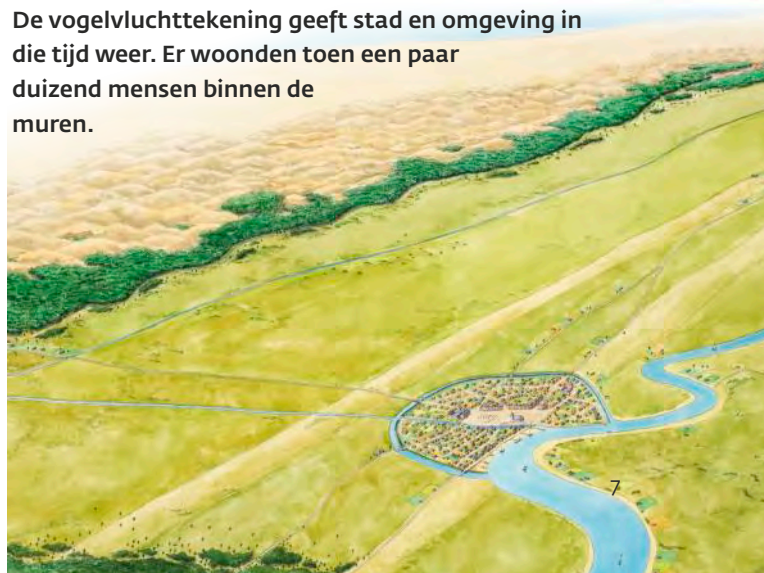 De vogelvluchttekening geeft stad en omgeving in
die tijd weer. Er woonden toen een paar
duizend mensen binnen de
muren.
7